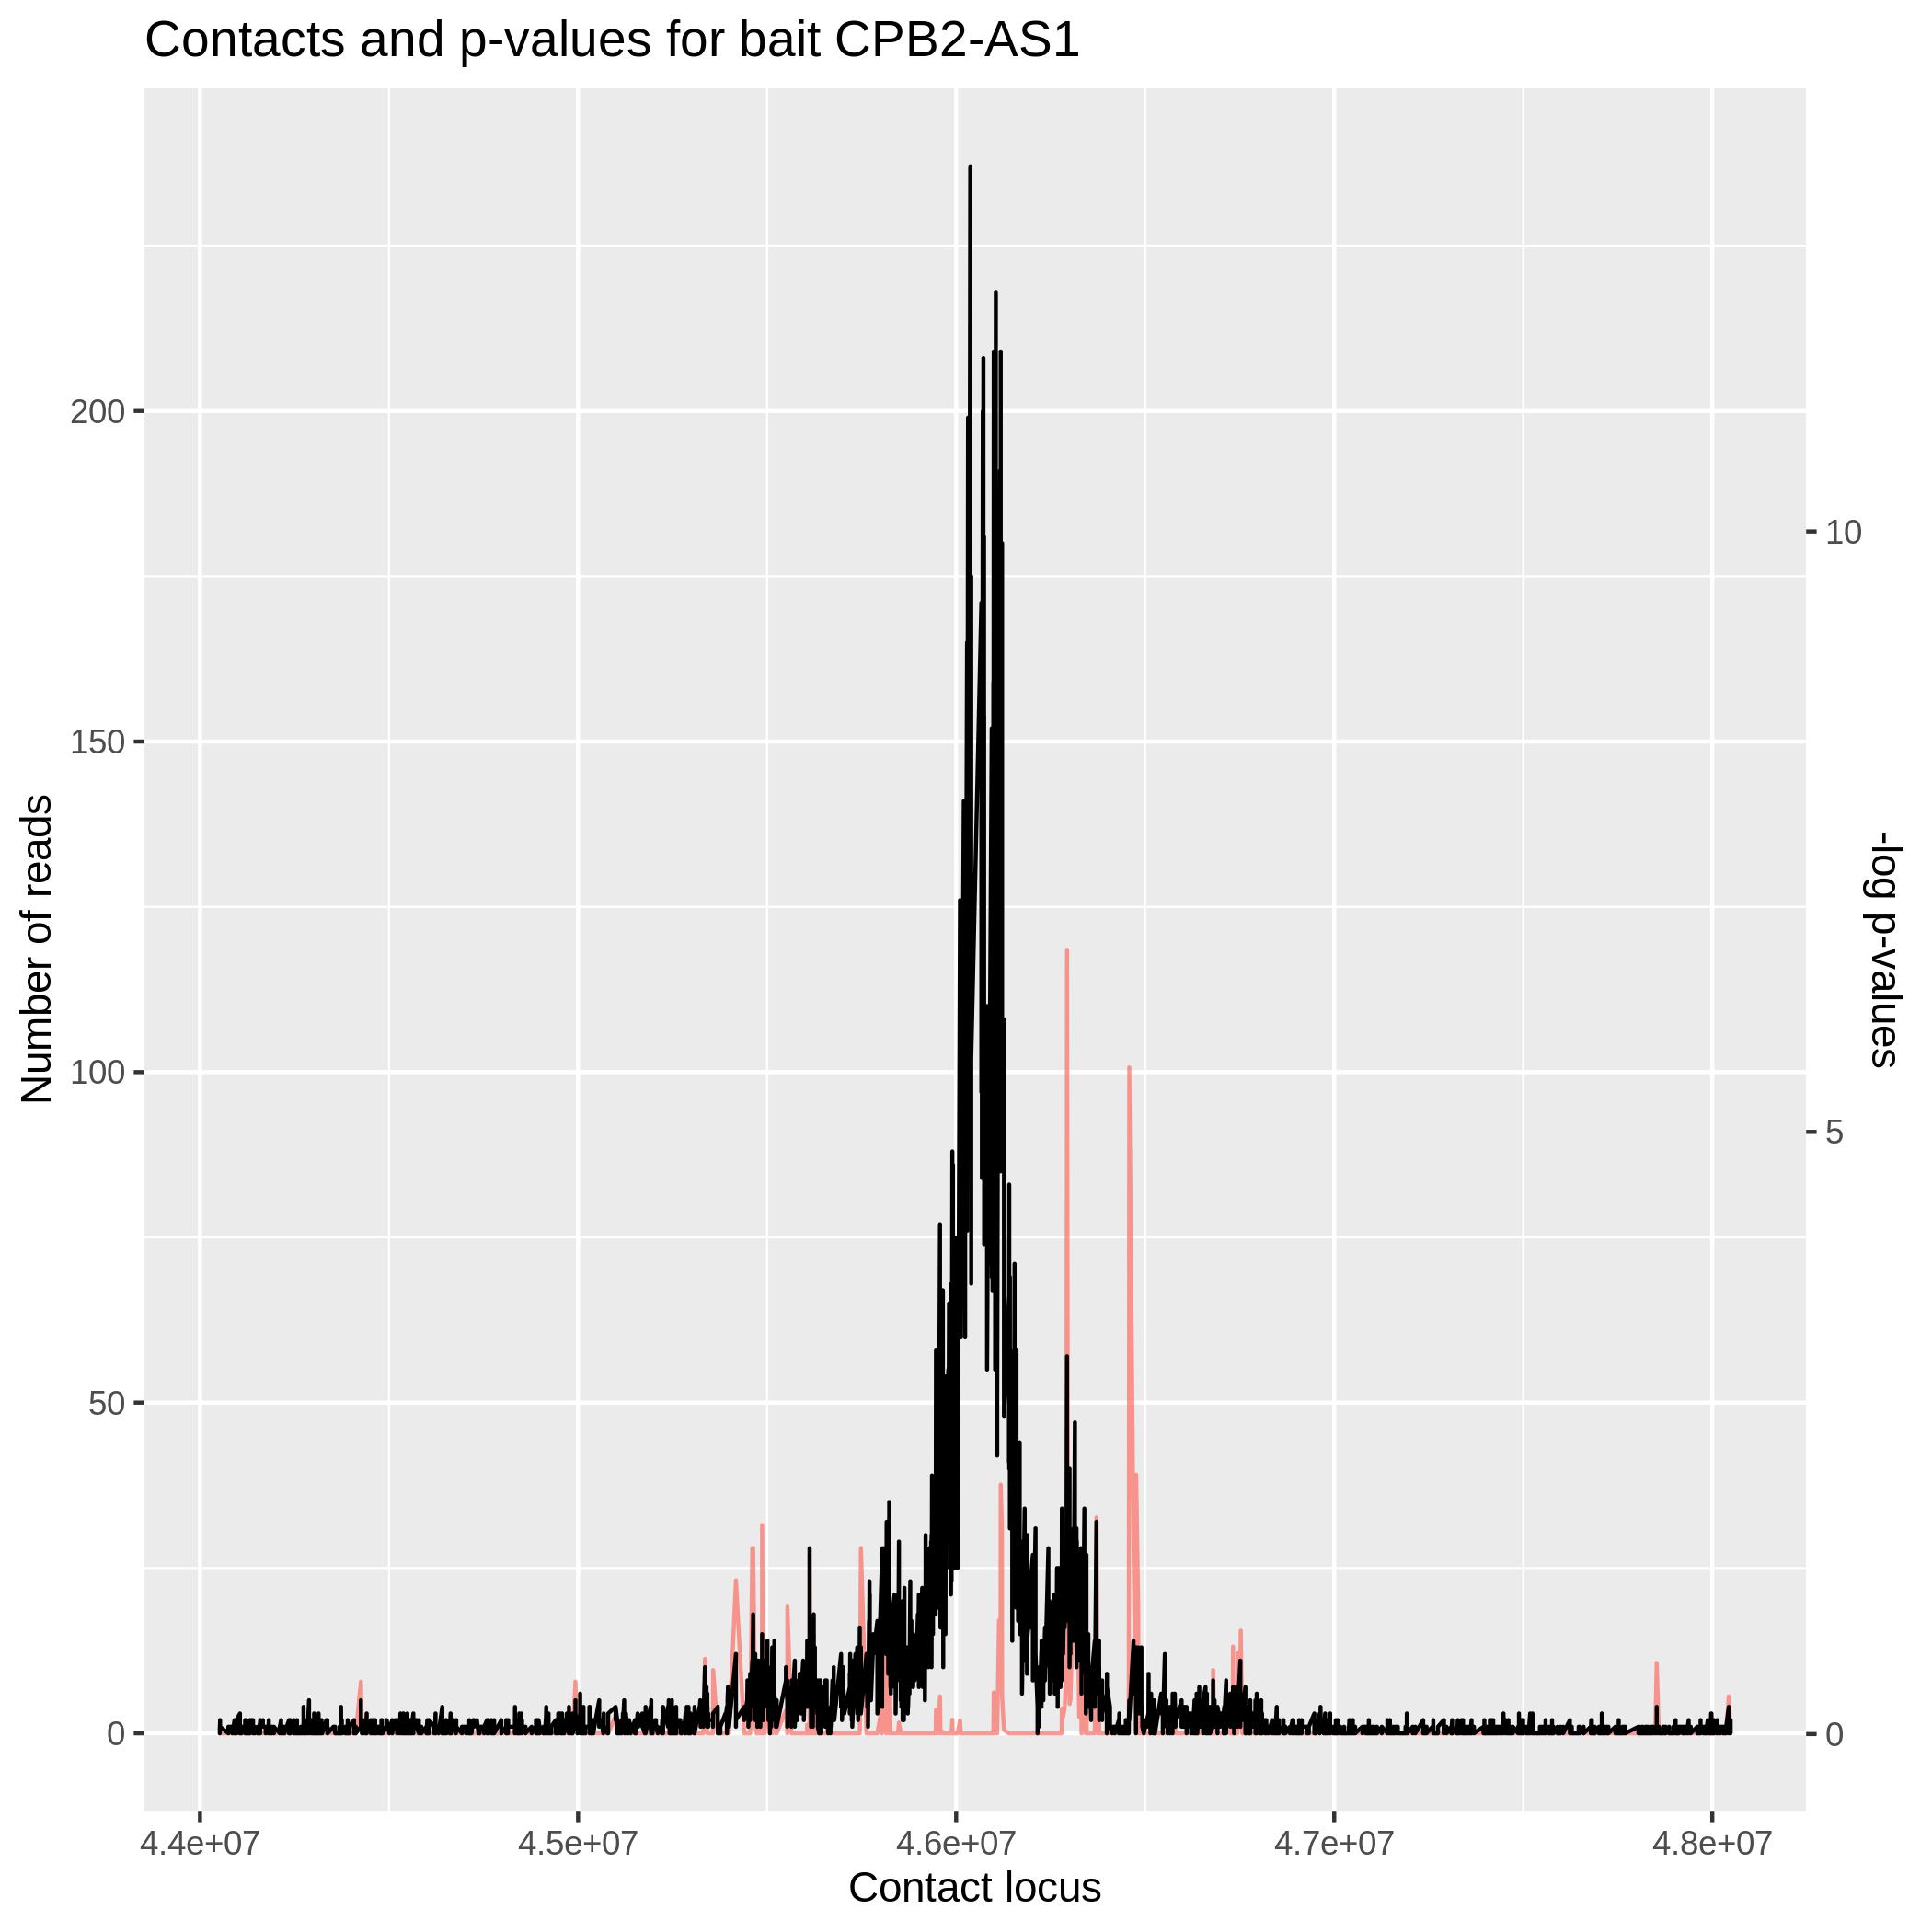 Contacts and p-values for bait CPB2-AS1
200
150
100
50
0
Number of reads
10
5
0
-log p-values
4.4e+07
4.5e+07
4.6e+07
4.7e+07
4.8e+07
Contact locus